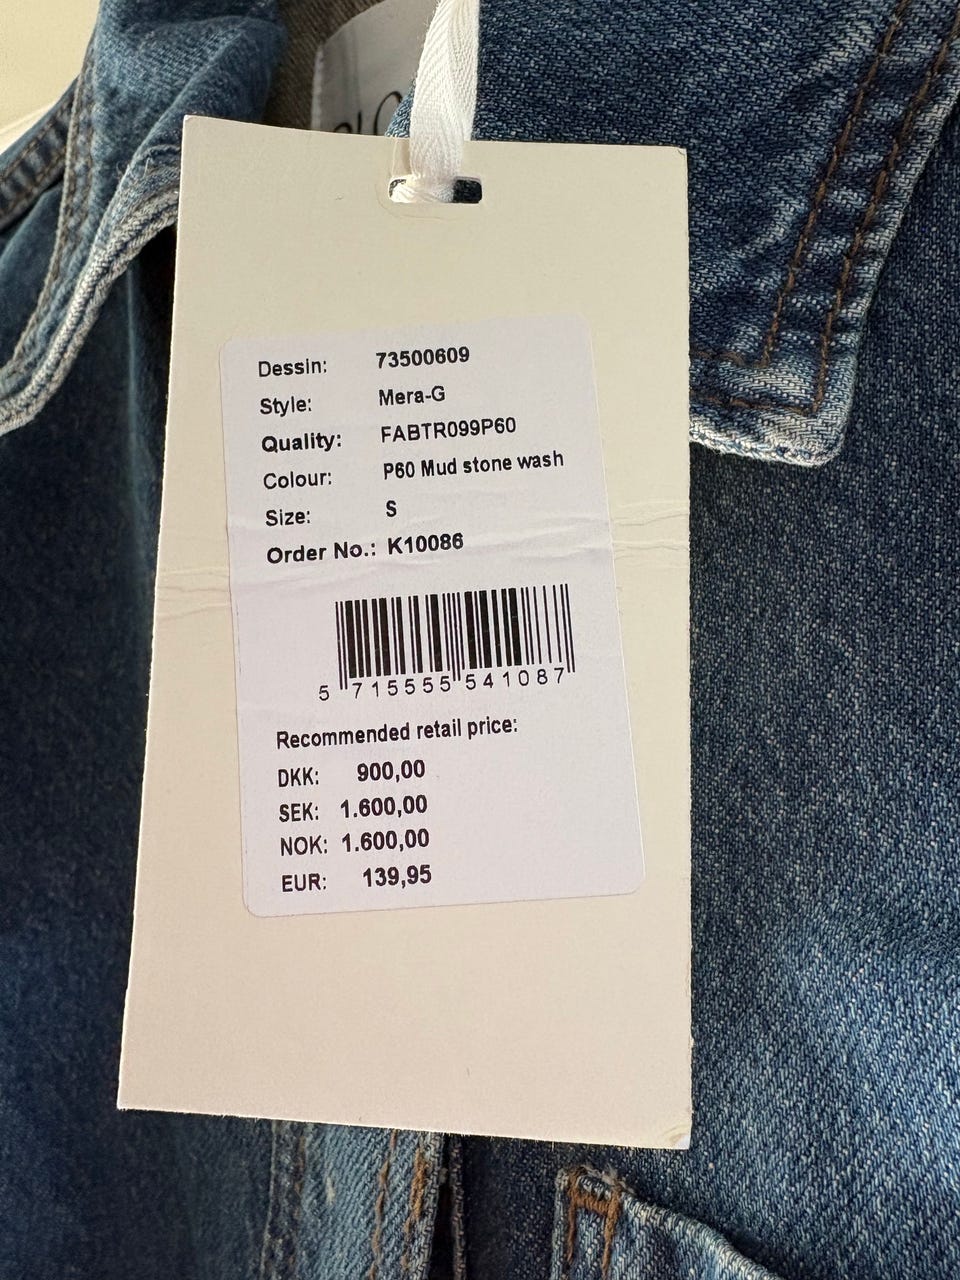 Dessin: 73500609
Style: Mera-G
Quality: FABTR099P60
Colour: P60 Mud stone wash
Size: S
Order No.: K10086
5 715555 541087
Recommended retail price:
DKK: 900,00
SEK: 1.600,00
NOK: 1.600,00
EUR: 139,95